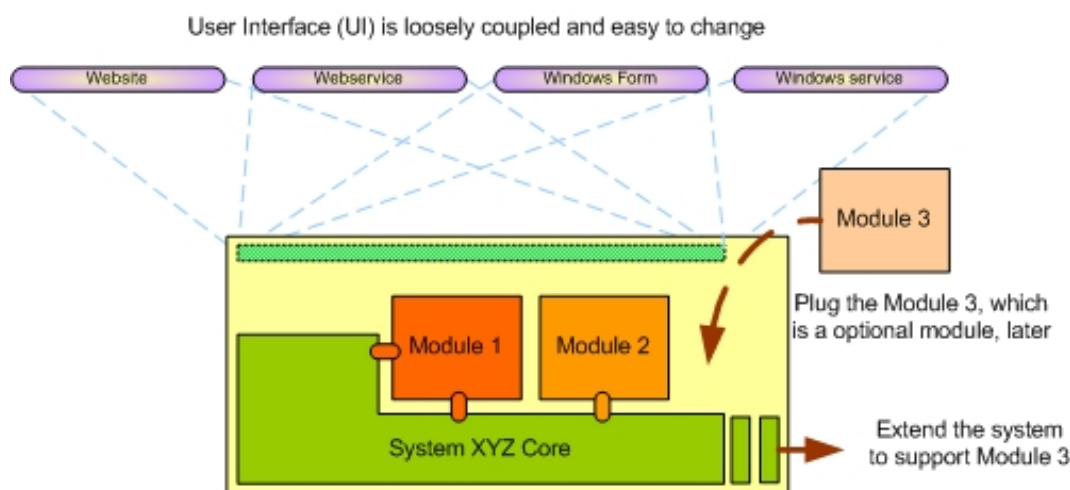 User Interface (UI) is loosely coupled and easy to change
Website
Webservice
Windows Form
Windows service
Module 3
Plug the Module 3, which
is a optional module, later
Module 1
Module 2
System XYZ Core
Extend the system
to support Module 3